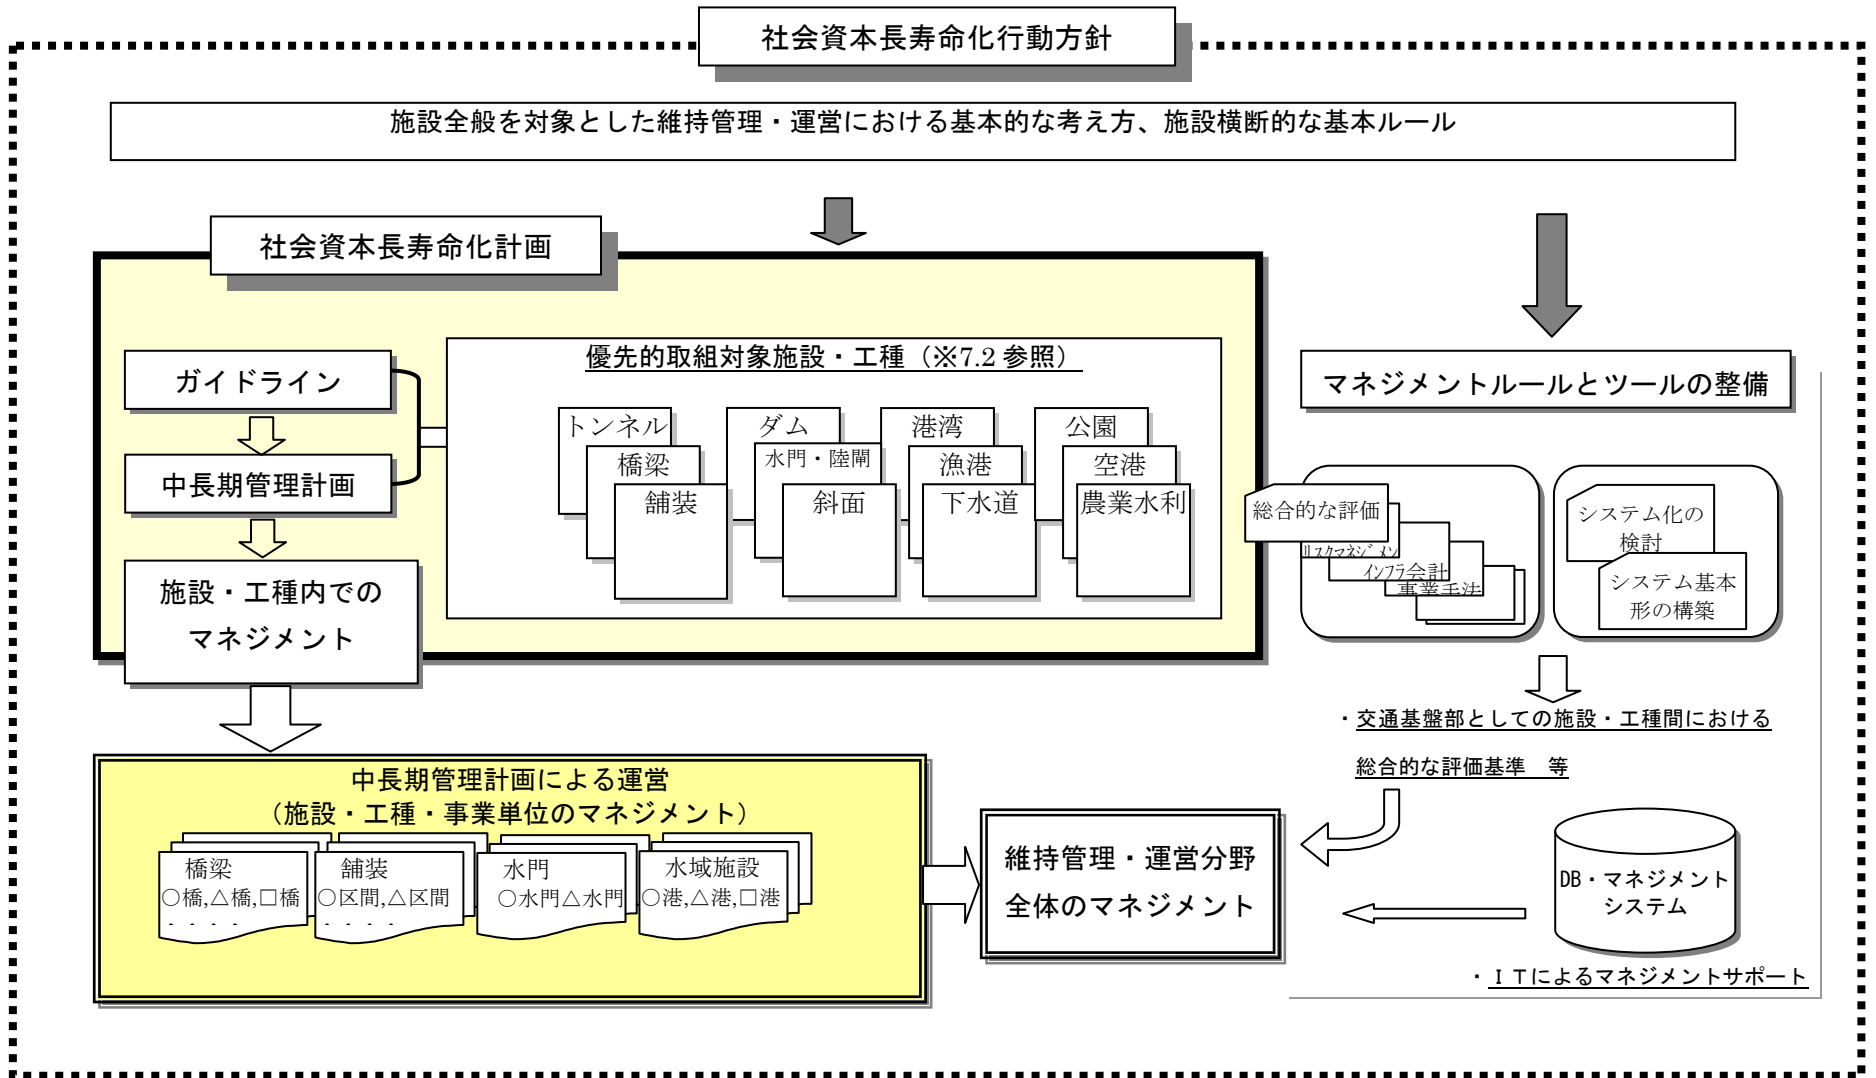 社会資本長寿命化行動方針
施設全般を対象とした維持管理・運営における基本的な考え方、施設横断的な基本ルール
社会資本長寿命化計画
ガイドライン
中長期管理計画
施設・工種内での
マネジメント
優先的取組対象施設・工種（※7.2 参照）
トンネル
橋梁
舗装
ダム
水門・陸閘
斜面
港湾
漁港
下水道
公園
空港
農業水利
マネジメントルールとツールの整備
総合的な評価
リスクマネジメン
インフラ会計
事業手法
システム化の
検討
システム基本
形の構築
・交通基盤部としての施設・工種間における
総合的な評価基準　等
中長期管理計画による運営
（施設・工種・事業単位のマネジメント）
橋梁
○橋,△橋,□橋
．．．．
舗装
○区間,△区間
．．．．
水門
○水門△水門
水域施設
○港,△港,□港
維持管理・運営分野
全体のマネジメント
DB・マネジメント
システム
・ＩＴによるマネジメントサポート